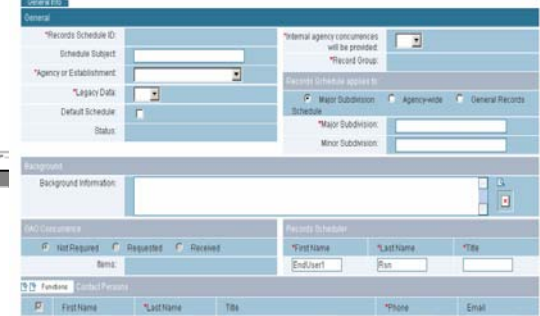 General Info
General
*Records Schedule ID:
Schedule Subject:
*Agency or Establishment:
*Legacy Data:
Default Schedule:
Status:
*Internal agency concurrences
will be provided:
*Record Group:
Records Schedule applies to:
Major Subdivision Agency-wide General Records
Schedule
*Major Subdivision:
Minor Subdivision:
Background
Background Information:
GAO Concurrence
Not Required Requested Received
Items:
Records Scheduler
*First Name *Last Name *Title
EndUser1 Rsn
Functions Contact Persons
First Name *Last Name Title *Phone Email